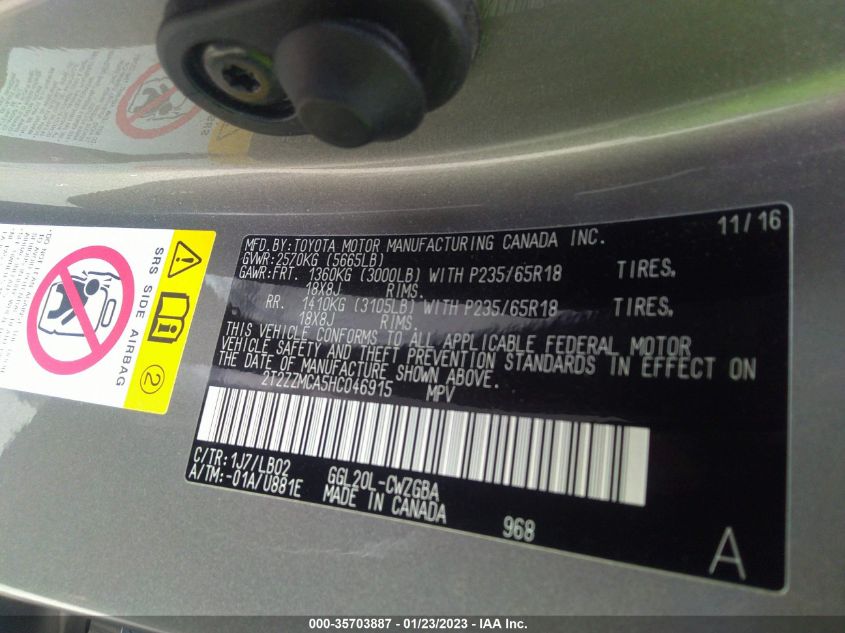 11/16
MFD.BY:TOYOTA MOTOR MANUFACTURING CANADA INC.
GVWR:2570KG (5665LB)
GAWR:FRT. 1360KG (3000LB) WITH P235/65R18 TIRES,
18X8J RIMS.
RR. 1410KG (3105LB) WITH P235/65R18 TIRES,
18X8J RIMS.
THIS VEHICLE CONFORMS TO ALL APPLICABLE FEDERAL MOTOR
VEHICLE SAFETY AND THEFT PREVENTION STANDARDS IN EFFECT ON
THE DATE OF MANUFACTURE SHOWN ABOVE.
2T2ZZMCA5HC046915 MPV
C/TR:1J7/LB02
A/TM:-01A/U881E
GGL20L-CWZGBA
MADE IN CANADA
968
A
SRS SIDE AIRBAG
2
000-35703887 - 01/23/2023 - IAA Inc.